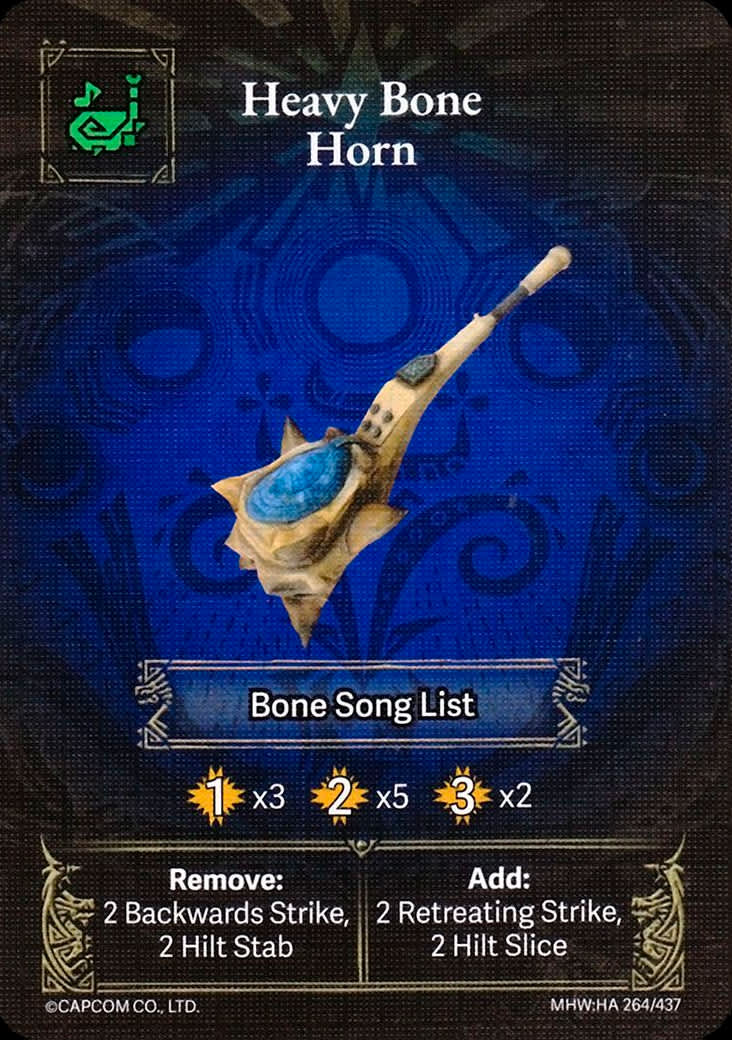 Heavy Bone
Horn
Bone Song List
1 x3 2 x5 3 x2
Remove:
2 Backwards Strike,
2 Hilt Stab
Add:
2 Retreating Strike,
2 Hilt Slice
©CAPCOM CO., LTD.
MHW:HA 264/437